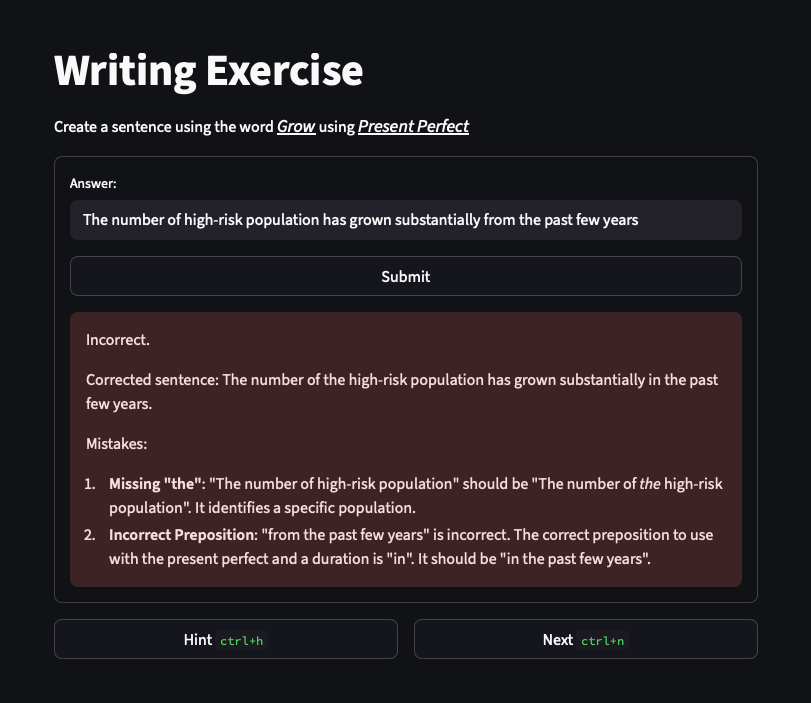 Writing Exercise
Create a sentence using the word Grow using Present Perfect
Answer:
The number of high-risk population has grown substantially from the past few years
Submit
Incorrect.
Corrected sentence: The number of the high-risk population has grown substantially in the past
few years.
Mistakes:
1. Missing "the": "The number of high-risk population" should be "The number of the high-risk
population". It identifies a specific population.
2. Incorrect Preposition: "from the past few years" is incorrect. The correct preposition to use
with the present perfect and a duration is "in". It should be "in the past few years".
Hint ctrl+h
Next ctrl+n